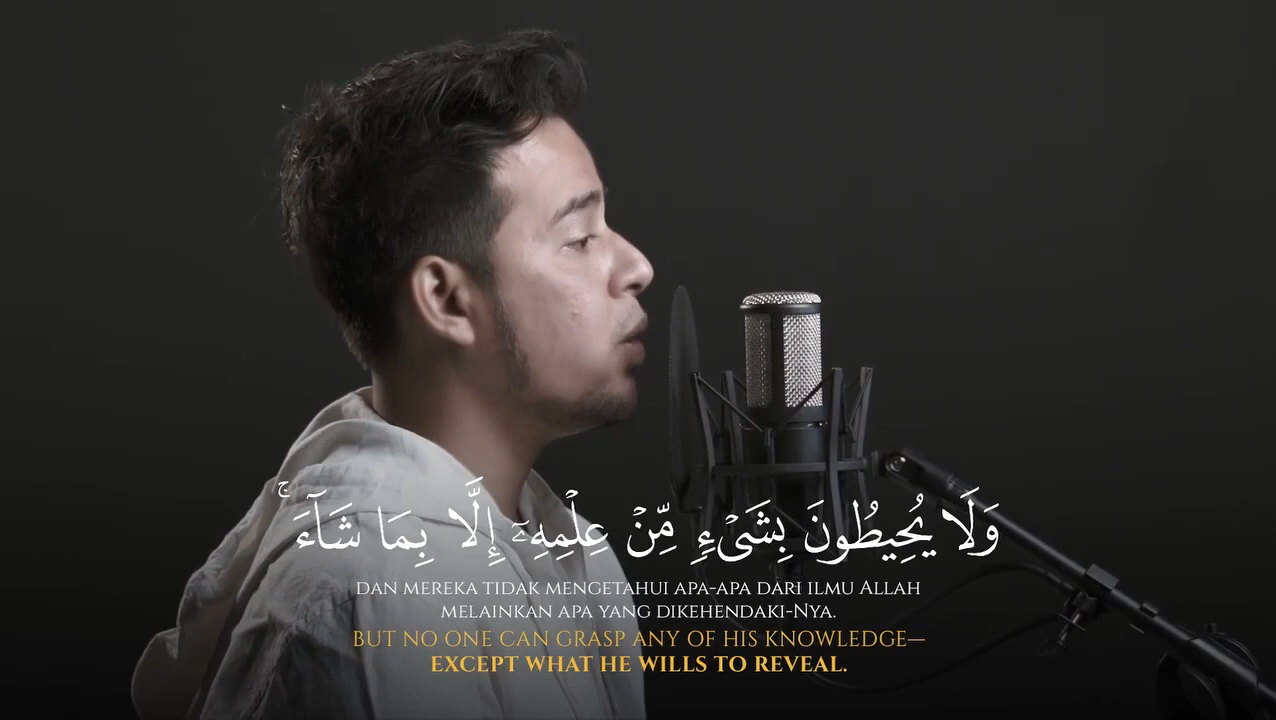 وَلَا يُحِيطُونَ بِشَىْءٍ مِّنْ عِلْمِهِۦٓ إِلَّا بِمَا شَآءَ ۚ
DAN MEREKA TIDAK MENGETAHUI APA-APA DARI ILMU ALLAH
MELAINKAN APA YANG DIKEHENDAKI-NYA.
BUT NO ONE CAN GRASP ANY OF HIS KNOWLEDGE—
EXCEPT WHAT HE WILLS TO REVEAL.